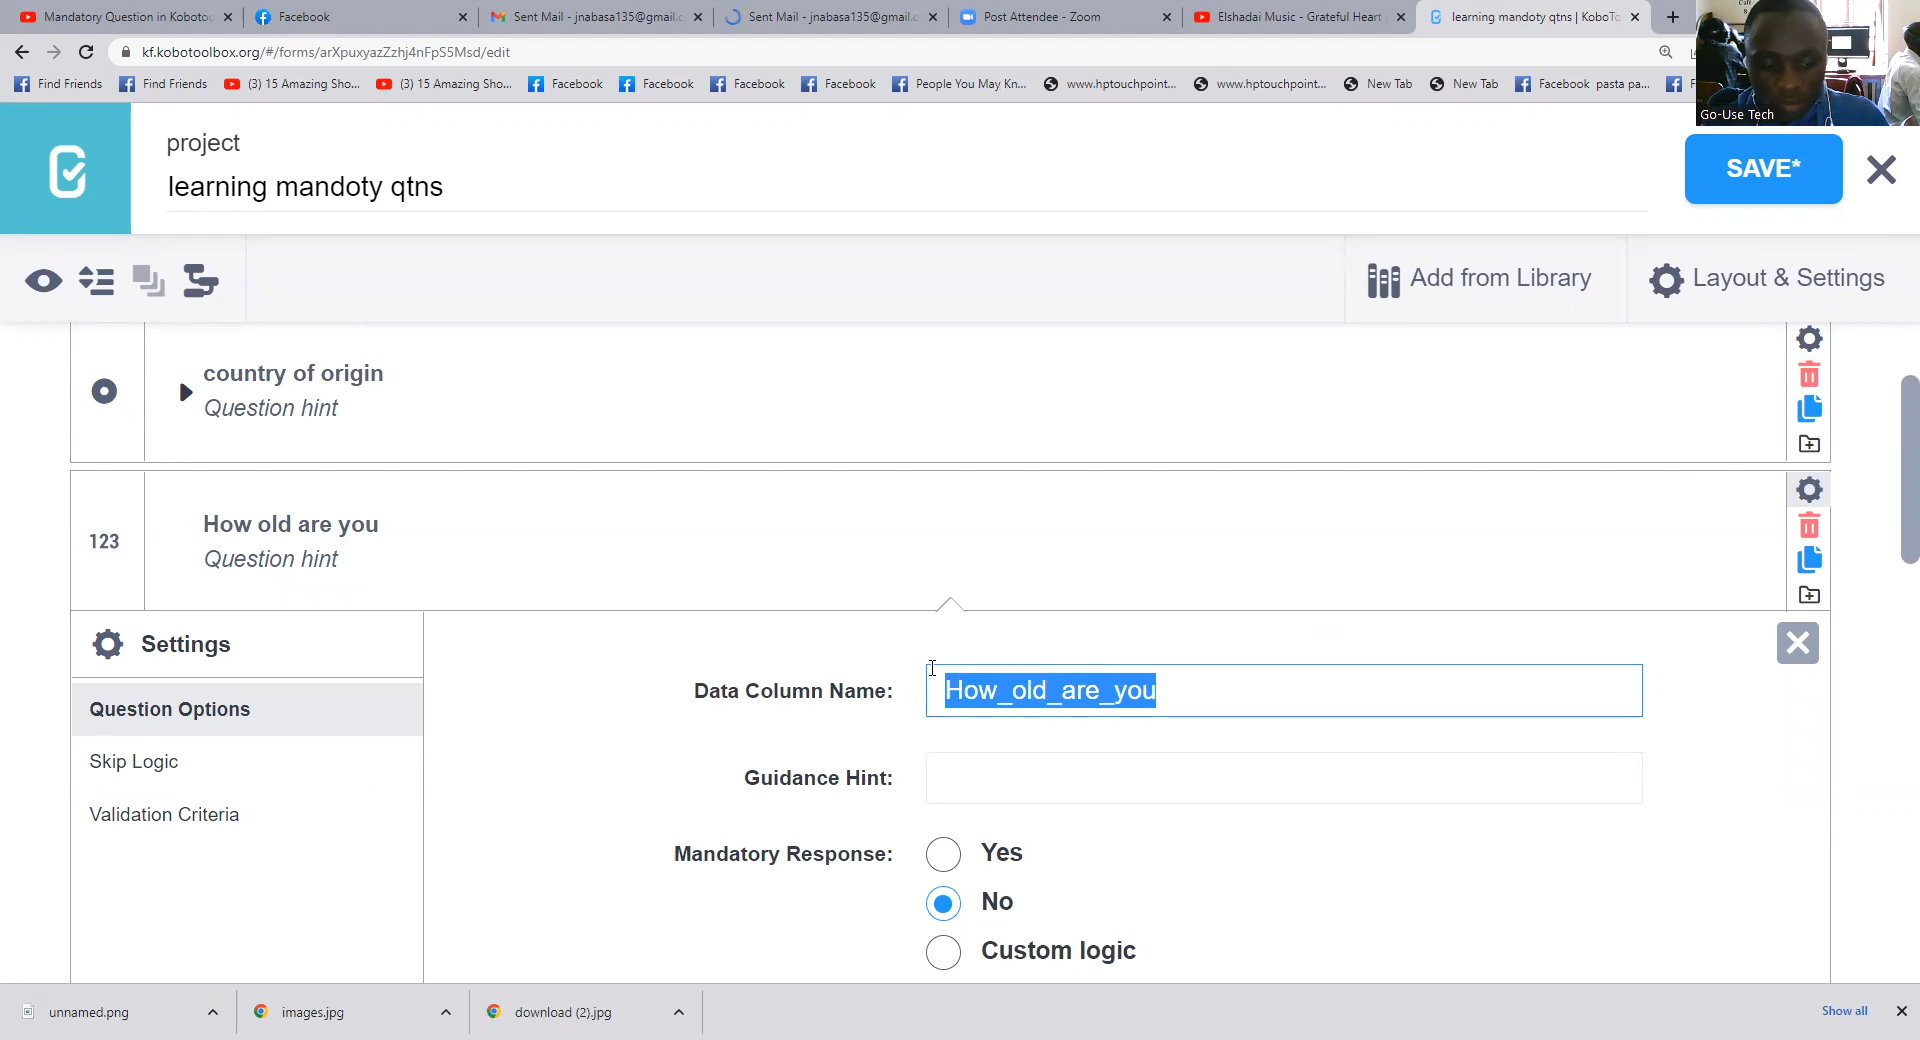 Mandatory Question in Kobotoo
Facebook
Sent Mail - jnabasa135@gmail.c
Sent Mail - jnabasa135@gmail.c
Post Attendee - Zoom
Elshadai Music - Grateful Heart
learning mandoty qtns | KoboTo
kf.kobotoolbox.org/#/forms/arXpuxyazZzhj4nFpS5Msd/edit
Find Friends
Find Friends
(3) 15 Amazing Sho...
(3) 15 Amazing Sho...
Facebook
Facebook
Facebook
Facebook
People You May Kn...
www.hptouchpoint...
www.hptouchpoint...
New Tab
New Tab
Facebook pasta pa...
Go-Use Tech
project
learning mandoty qtns
SAVE*
Add from Library
Layout & Settings
country of origin
Question hint
123
How old are you
Question hint
Settings
Question Options
Skip Logic
Validation Criteria
Data Column Name:
How_old_are_you
Guidance Hint:
Mandatory Response:
Yes
No
Custom logic
unnamed.png
images.jpg
download (2).jpg
Show all